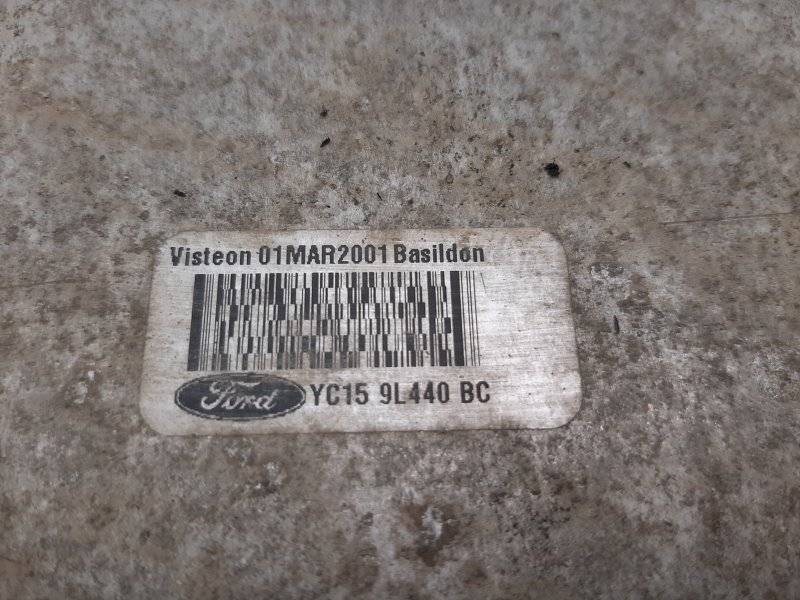 Visteon 01MAR2001 Basildon
Ford YC15 9L440 BC